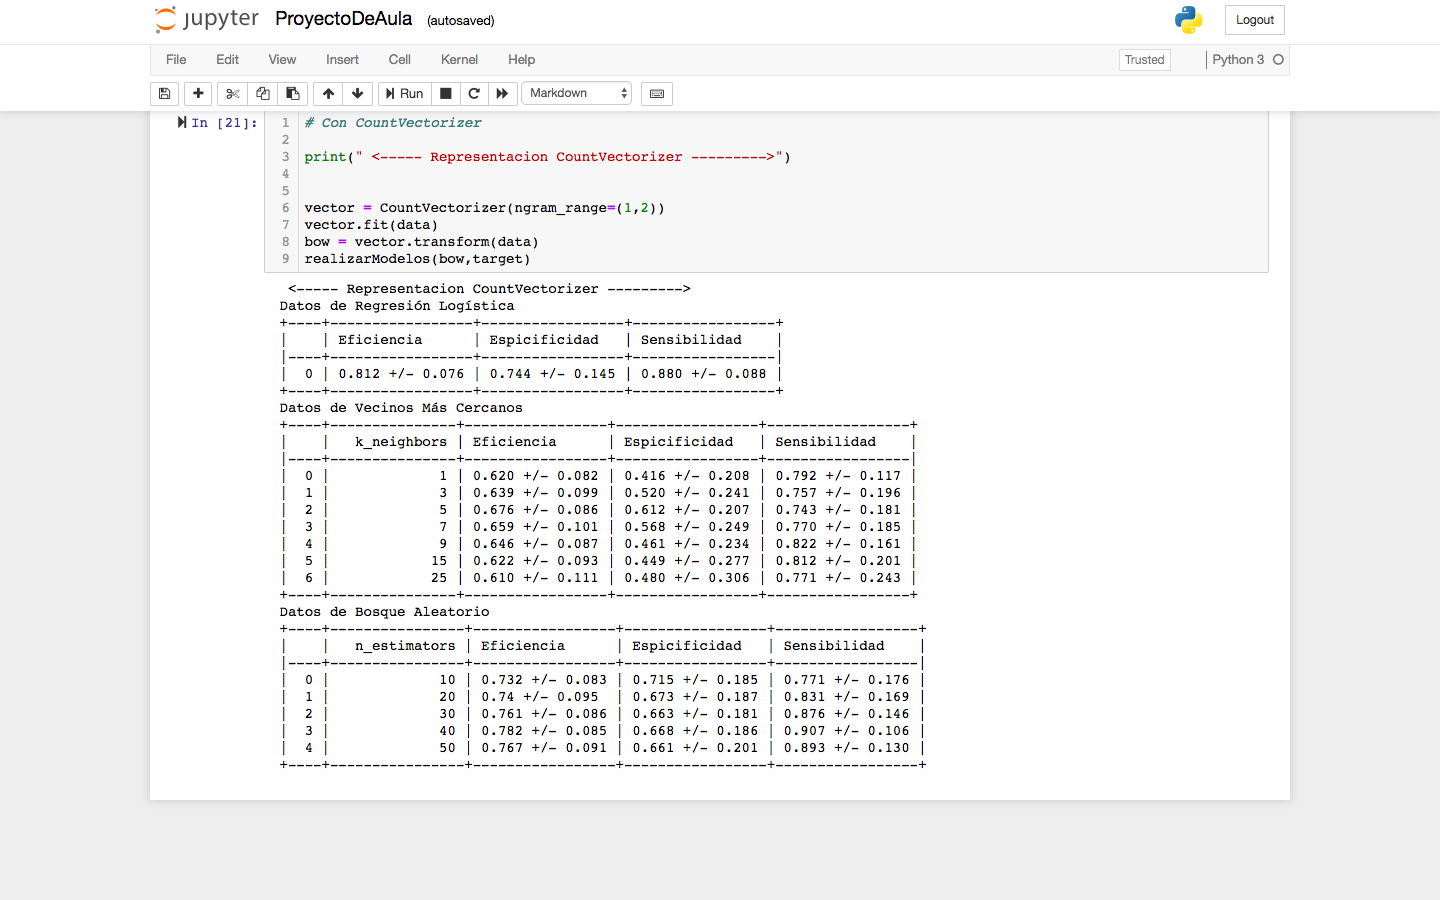 jupyter ProyectoDeAula (autosaved) Logout
File Edit View Insert Cell Kernel Help Trusted Python 3
Run Markdown
In [21]: 1 # Con CountVectorizer
2
3 print(" <----- Representacion CountVectorizer --------->")
4
5
6 vector = CountVectorizer(ngram_range=(1,2))
7 vector.fit(data)
8 bow = vector.transform(data)
9 realizarModelos(bow,target)
<----- Representacion CountVectorizer --------->
Datos de Regresión Logística
+----+-----------------+-----------------+-----------------+
| | Eficiencia | Espicificidad | Sensibilidad |
|----+-----------------+-----------------+-----------------|
| 0 | 0.812 +/- 0.076 | 0.744 +/- 0.145 | 0.880 +/- 0.088 |
+----+-----------------+-----------------+-----------------+
Datos de Vecinos Más Cercanos
+----+---------------+-----------------+-----------------+-----------------+
| | k_neighbors | Eficiencia | Espicificidad | Sensibilidad |
|----+---------------+-----------------+-----------------+-----------------|
| 0 | 1 | 0.620 +/- 0.082 | 0.416 +/- 0.208 | 0.792 +/- 0.117 |
| 1 | 3 | 0.639 +/- 0.099 | 0.520 +/- 0.241 | 0.757 +/- 0.196 |
| 2 | 5 | 0.676 +/- 0.086 | 0.612 +/- 0.207 | 0.743 +/- 0.181 |
| 3 | 7 | 0.659 +/- 0.101 | 0.568 +/- 0.249 | 0.770 +/- 0.185 |
| 4 | 9 | 0.646 +/- 0.087 | 0.461 +/- 0.234 | 0.822 +/- 0.161 |
| 5 | 15 | 0.622 +/- 0.093 | 0.449 +/- 0.277 | 0.812 +/- 0.201 |
| 6 | 25 | 0.610 +/- 0.111 | 0.480 +/- 0.306 | 0.771 +/- 0.243 |
+----+---------------+-----------------+-----------------+-----------------+
Datos de Bosque Aleatorio
+----+----------------+-----------------+-----------------+-----------------+
| | n_estimators | Eficiencia | Espicificidad | Sensibilidad |
|----+----------------+-----------------+-----------------+-----------------|
| 0 | 10 | 0.732 +/- 0.083 | 0.715 +/- 0.185 | 0.771 +/- 0.176 |
| 1 | 20 | 0.74 +/- 0.095 | 0.673 +/- 0.187 | 0.831 +/- 0.169 |
| 2 | 30 | 0.761 +/- 0.086 | 0.663 +/- 0.181 | 0.876 +/- 0.146 |
| 3 | 40 | 0.782 +/- 0.085 | 0.668 +/- 0.186 | 0.907 +/- 0.106 |
| 4 | 50 | 0.767 +/- 0.091 | 0.661 +/- 0.201 | 0.893 +/- 0.130 |
+----+----------------+-----------------+-----------------+-----------------+